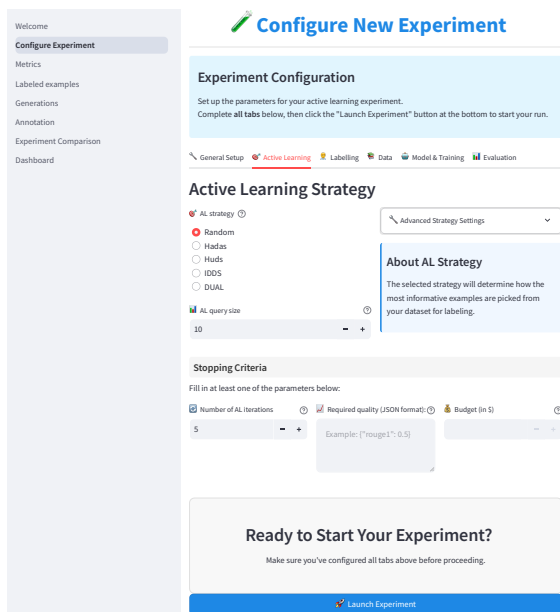 Welcome
Configure Experiment
Metrics
Labeled examples
Generations
Annotation
Experiment Comparison
Dashboard
Configure New Experiment
Experiment Configuration
Set up the parameters for your active learning experiment.
Complete all tabs below, then click the "Launch Experiment" button at the bottom to start your run.
General Setup Active Learning Labelling Data Model & Training Evaluation
Active Learning Strategy
AL strategy
Random
Hadas
Huds
IDDS
DUAL
AL query size
10
Advanced Strategy Settings
About AL Strategy
The selected strategy will determine how the
most informative examples are picked from
your dataset for labeling.
Stopping Criteria
Fill in at least one of the parameters below:
Number of AL iterations
5
Required quality (JSON format):
Example: {"rouge1": 0.5}
Budget (in $)
Ready to Start Your Experiment?
Make sure you've configured all tabs above before proceeding.
Launch Experiment